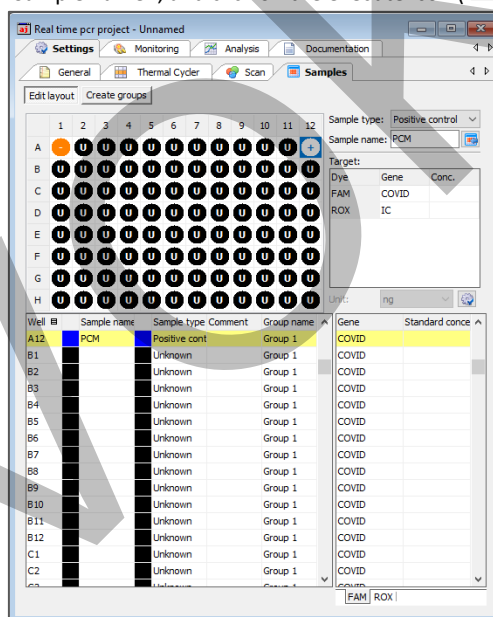 Real time pcr project - Unnamed
Settings Monitoring Analysis Documentation
General Thermal Cycler Scan Samples
Edit layout Create groups
1 2 3 4 5 6 7 8 9 10 11 12
A - U U U U U U U U U U +
B U U U U U U U U U U U U
C U U U U U U U U U U U U
D U U U U U U U U U U U U
E U U U U U U U U U U U U
F U U U U U U U U U U U U
G U U U U U U U U U U U U
H U U U U U U U U U U U U
Sample type: Positive control
Sample name: PCM
Target:
Dye Gene Conc.
FAM COVID
ROX IC
Unit: ng
Well Sample name Sample type Comment Group name Gene Standard conce
A12 PCM Positive cont Group 1 COVID
B1 Unknown Group 1 COVID
B2 Unknown Group 1 COVID
B3 Unknown Group 1 COVID
B4 Unknown Group 1 COVID
B5 Unknown Group 1 COVID
B6 Unknown Group 1 COVID
B7 Unknown Group 1 COVID
B8 Unknown Group 1 COVID
B9 Unknown Group 1 COVID
B10 Unknown Group 1 COVID
B11 Unknown Group 1 COVID
B12 Unknown Group 1 COVID
C1 Unknown Group 1 COVID
C2 Unknown Group 1 COVID
FAM ROX